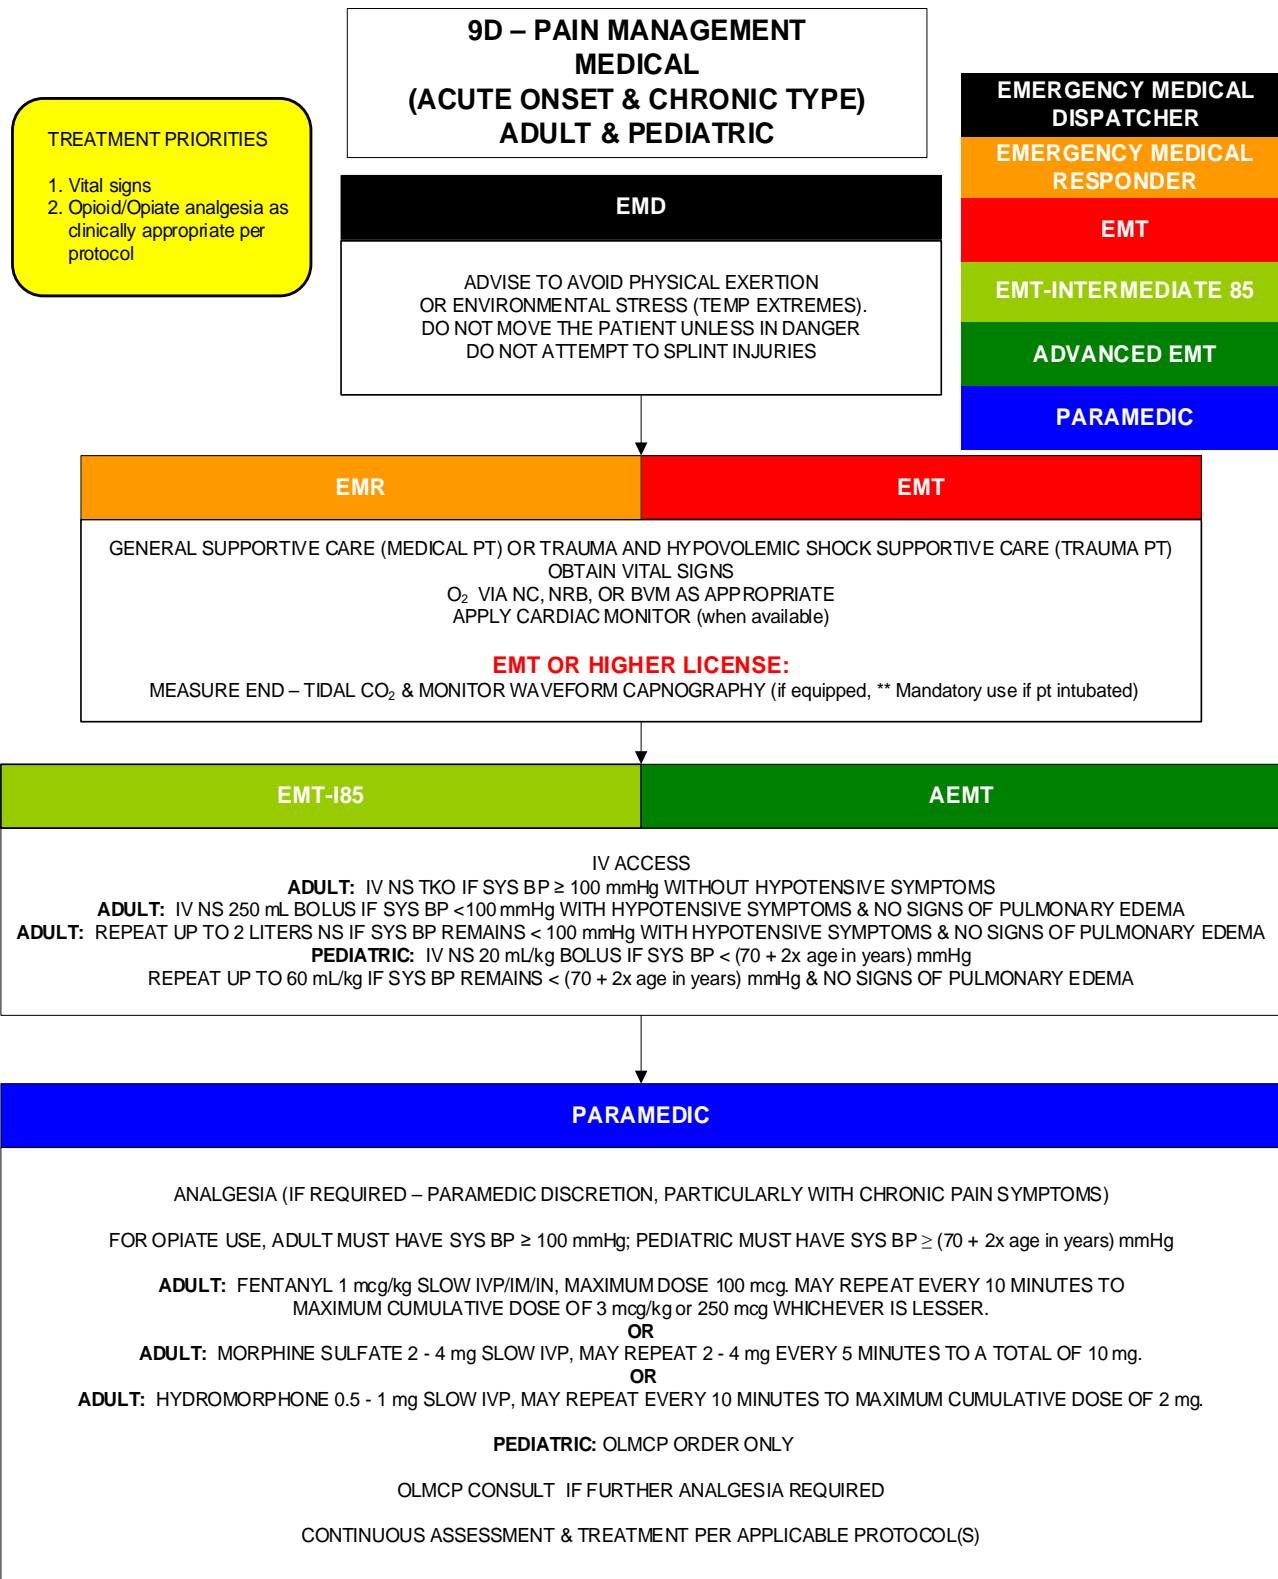 9D – PAIN MANAGEMENT
MEDICAL
(ACUTE ONSET & CHRONIC TYPE)
ADULT & PEDIATRIC
TREATMENT PRIORITIES
1. Vital signs
2. Opioid/Opiate analgesia as
clinically appropriate per
protocol
EMERGENCY MEDICAL
DISPATCHER
EMERGENCY MEDICAL
RESPONDER
EMT
EMT-INTERMEDIATE 85
ADVANCED EMT
PARAMEDIC
EMD
ADVISE TO AVOID PHYSICAL EXERTION
OR ENVIRONMENTAL STRESS (TEMP EXTREMES).
DO NOT MOVE THE PATIENT UNLESS IN DANGER
DO NOT ATTEMPT TO SPLINT INJURIES
EMR
EMT
GENERAL SUPPORTIVE CARE (MEDICAL PT) OR TRAUMA AND HYPOVOLEMIC SHOCK SUPPORTIVE CARE (TRAUMA PT)
OBTAIN VITAL SIGNS
O₂ VIA NC, NRB, OR BVM AS APPROPRIATE
APPLY CARDIAC MONITOR (when available)
EMT OR HIGHER LICENSE:
MEASURE END – TIDAL CO₂ & MONITOR WAVEFORM CAPNOGRAPHY (if equipped, ** Mandatory use if pt intubated)
EMT-I85
AEMT
IV ACCESS
ADULT: IV NS TKO IF SYS BP ≥ 100 mmHg WITHOUT HYPOTENSIVE SYMPTOMS
ADULT: IV NS 250 mL BOLUS IF SYS BP <100 mmHg WITH HYPOTENSIVE SYMPTOMS & NO SIGNS OF PULMONARY EDEMA
ADULT: REPEAT UP TO 2 LITERS NS IF SYS BP REMAINS < 100 mmHg WITH HYPOTENSIVE SYMPTOMS & NO SIGNS OF PULMONARY EDEMA
PEDIATRIC: IV NS 20 mL/kg BOLUS IF SYS BP < (70 + 2x age in years) mmHg
REPEAT UP TO 60 mL/kg IF SYS BP REMAINS < (70 + 2x age in years) mmHg & NO SIGNS OF PULMONARY EDEMA
PARAMEDIC
ANALGESIA (IF REQUIRED – PARAMEDIC DISCRETION, PARTICULARLY WITH CHRONIC PAIN SYMPTOMS)
FOR OPIATE USE, ADULT MUST HAVE SYS BP ≥ 100 mmHg; PEDIATRIC MUST HAVE SYS BP ≥ (70 + 2x age in years) mmHg
ADULT: FENTANYL 1 mcg/kg SLOW IVP/IM/IN, MAXIMUM DOSE 100 mcg. MAY REPEAT EVERY 10 MINUTES TO
MAXIMUM CUMULATIVE DOSE OF 3 mcg/kg or 250 mcg WHICHEVER IS LESSER.
OR
ADULT: MORPHINE SULFATE 2 - 4 mg SLOW IVP, MAY REPEAT 2 - 4 mg EVERY 5 MINUTES TO A TOTAL OF 10 mg.
OR
ADULT: HYDROMORPHONE 0.5 - 1 mg SLOW IVP, MAY REPEAT EVERY 10 MINUTES TO MAXIMUM CUMULATIVE DOSE OF 2 mg.
PEDIATRIC: OLMCP ORDER ONLY
OLMCP CONSULT IF FURTHER ANALGESIA REQUIRED
CONTINUOUS ASSESSMENT & TREATMENT PER APPLICABLE PROTOCOL(S)